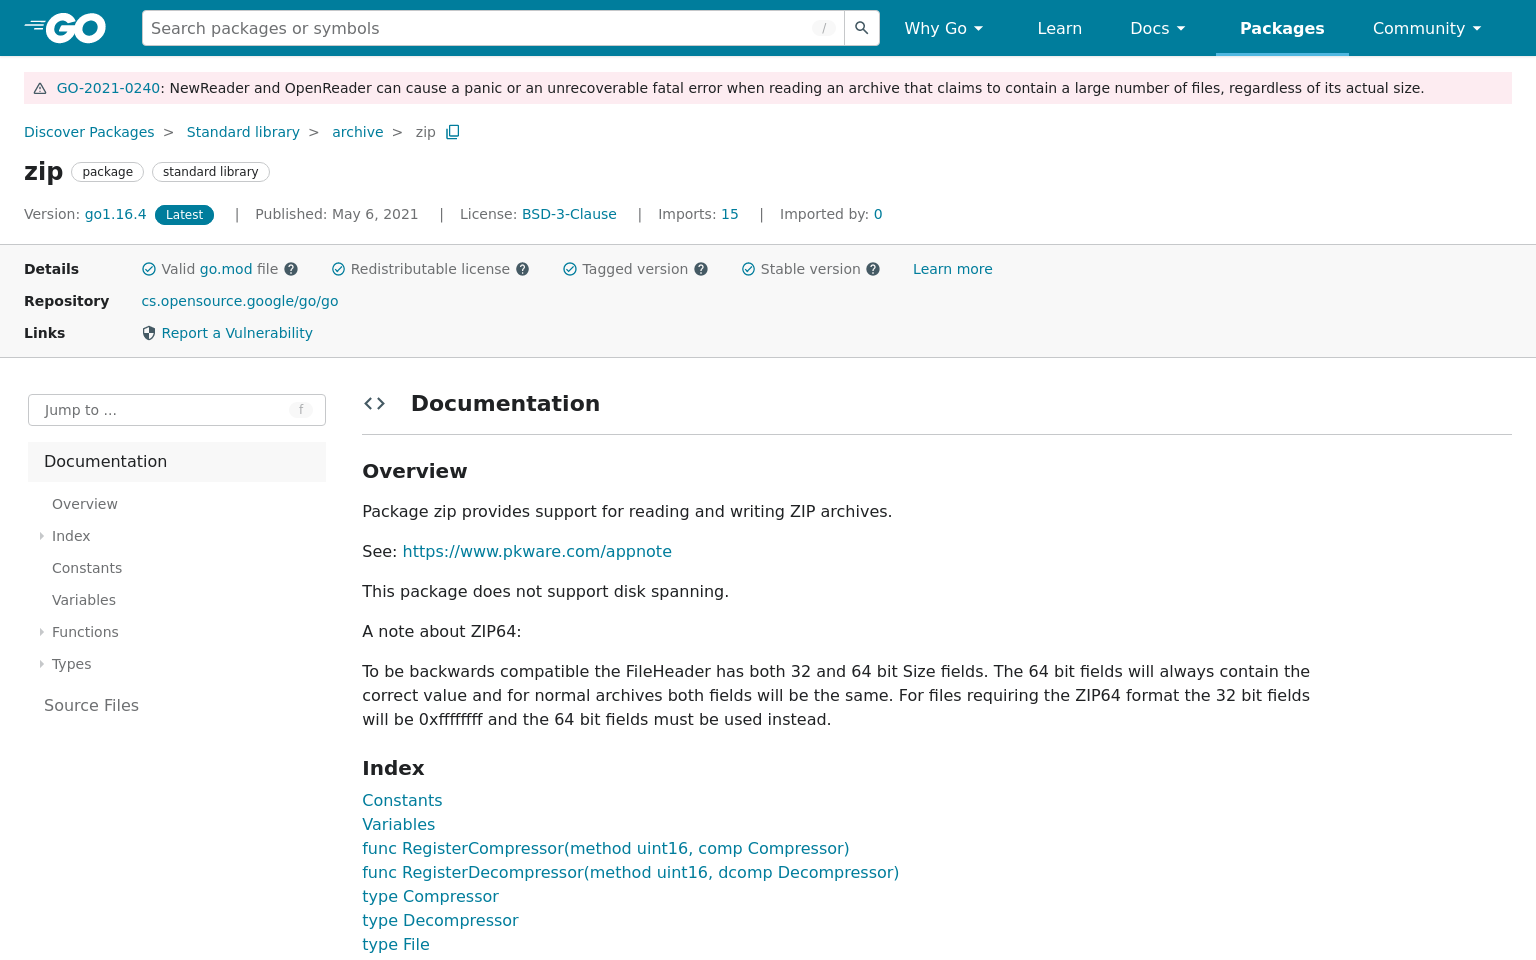 GO
Search packages or symbols /
Why Go
Learn
Docs
Packages
Community
GO-2021-0240: NewReader and OpenReader can cause a panic or an unrecoverable fatal error when reading an archive that claims to contain a large number of files, regardless of its actual size.
Discover Packages > Standard library > archive > zip
zip package standard library
Version: go1.16.4 Latest | Published: May 6, 2021 | License: BSD-3-Clause | Imports: 15 | Imported by: 0
Details Valid go.mod file Redistributable license Tagged version Stable version Learn more
Repository cs.opensource.google/go/go
Links Report a Vulnerability
Jump to ... f
Documentation
Overview
Index
Constants
Variables
Functions
Types
Source Files
Documentation
Overview
Package zip provides support for reading and writing ZIP archives.
See: https://www.pkware.com/appnote
This package does not support disk spanning.
A note about ZIP64:
To be backwards compatible the FileHeader has both 32 and 64 bit Size fields. The 64 bit fields will always contain the
correct value and for normal archives both fields will be the same. For files requiring the ZIP64 format the 32 bit fields
will be 0xffffffff and the 64 bit fields must be used instead.
Index
Constants
Variables
func RegisterCompressor(method uint16, comp Compressor)
func RegisterDecompressor(method uint16, dcomp Decompressor)
type Compressor
type Decompressor
type File